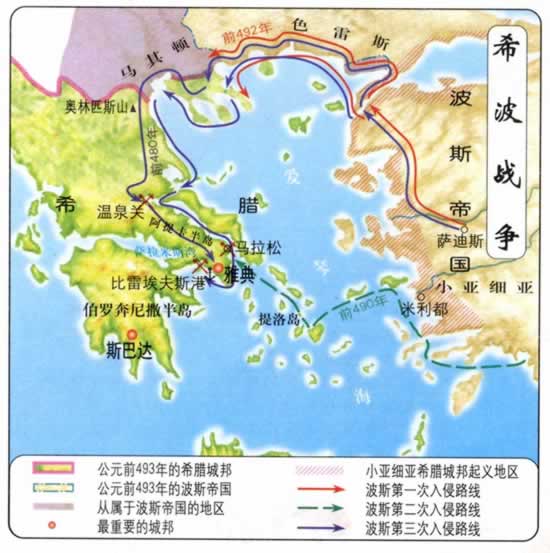 希波战争
前492年
色雷斯
马其顿
奥林匹斯山
前480年
波斯帝国
爱琴海
希腊
温泉关
阿提卡半岛
萨拉米斯湾
马拉松
雅典
比雷埃夫斯港
伯罗奔尼撒半岛
斯巴达
提洛岛
前490年
萨迪斯
小亚细亚
米利都
公元前493年的希腊城邦
公元前493年的波斯帝国
从属于波斯帝国的地区
最重要的城邦
小亚细亚希腊城邦起义地区
波斯第一次入侵路线
波斯第二次入侵路线
波斯第三次入侵路线